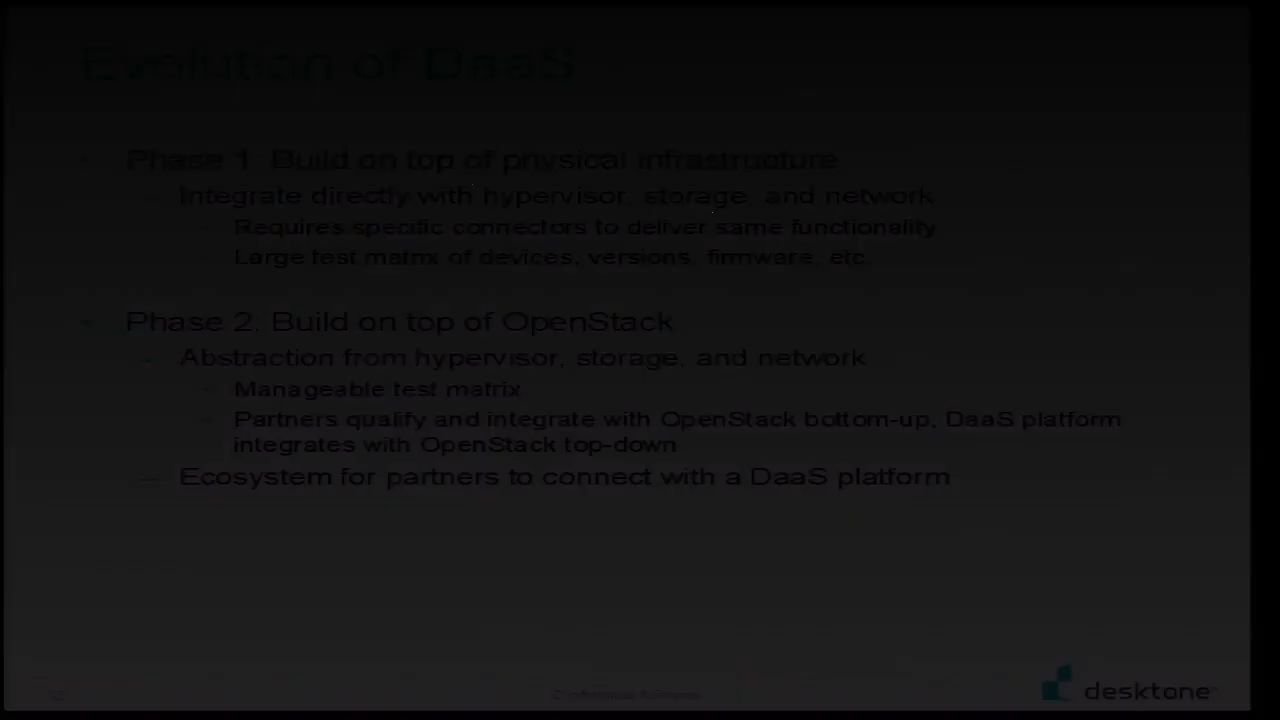 Evolution of DaaS
Phase 1: Build on top of physical infrastructure
– Integrate directly with hypervisor, storage, and network
Requires specific connectors to deliver same functionality
Large test matrix of devices, versions, firmware, etc.
Phase 2: Build on top of OpenStack
– Abstraction from hypervisor, storage, and network
Manageable test matrix
Partners qualify and integrate with OpenStack bottom-up, DaaS platform
integrates with OpenStack top-down
– Ecosystem for partners to connect with a DaaS platform
desktone